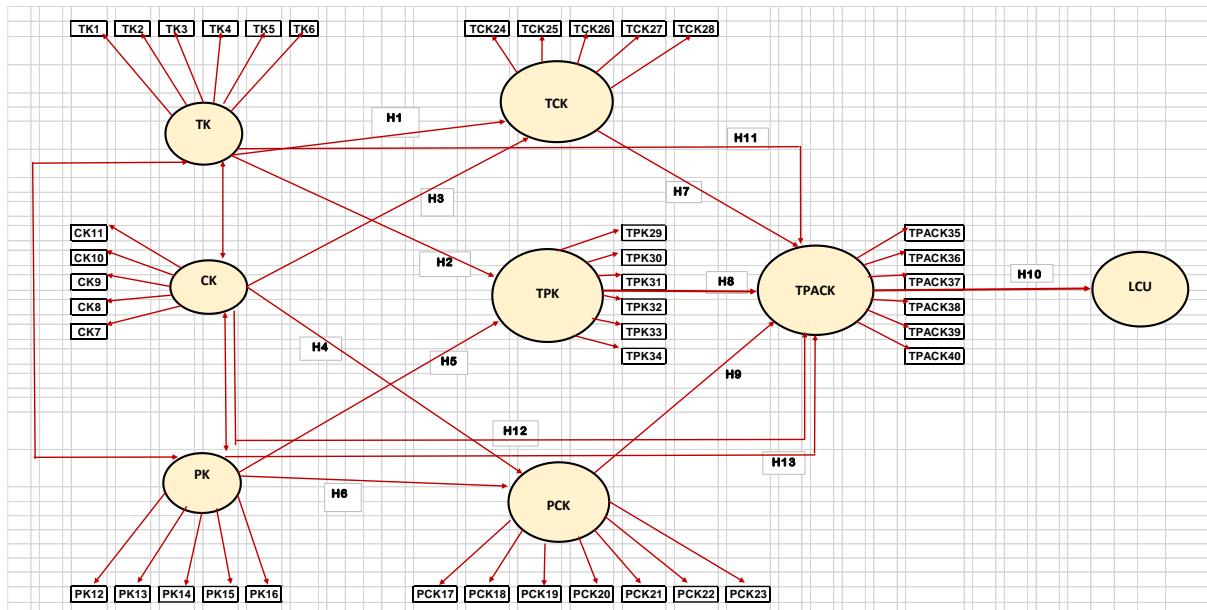 TK1 TK2 TK3 TK4 TK5 TK6 TCK24 TCK25 TCK26 TCK27 TCK28
TCK
H1
TK
H11
H7
H3
CK11 TPK29 TPACK35
CK10 TPK30 TPACK36
H2
CK9 CK TPK31 H8 TPACK37 H10
TPK TPACK LCU
CK8 TPK32 TPACK38
CK7 TPK33 TPACK39
H4
TPK34 TPACK40
H5
H9
H12
H13
PK
H6
PCK
PK12 PK13 PK14 PK15 PK16 PCK17 PCK18 PCK19 PCK20 PCK21 PCK22 PCK23